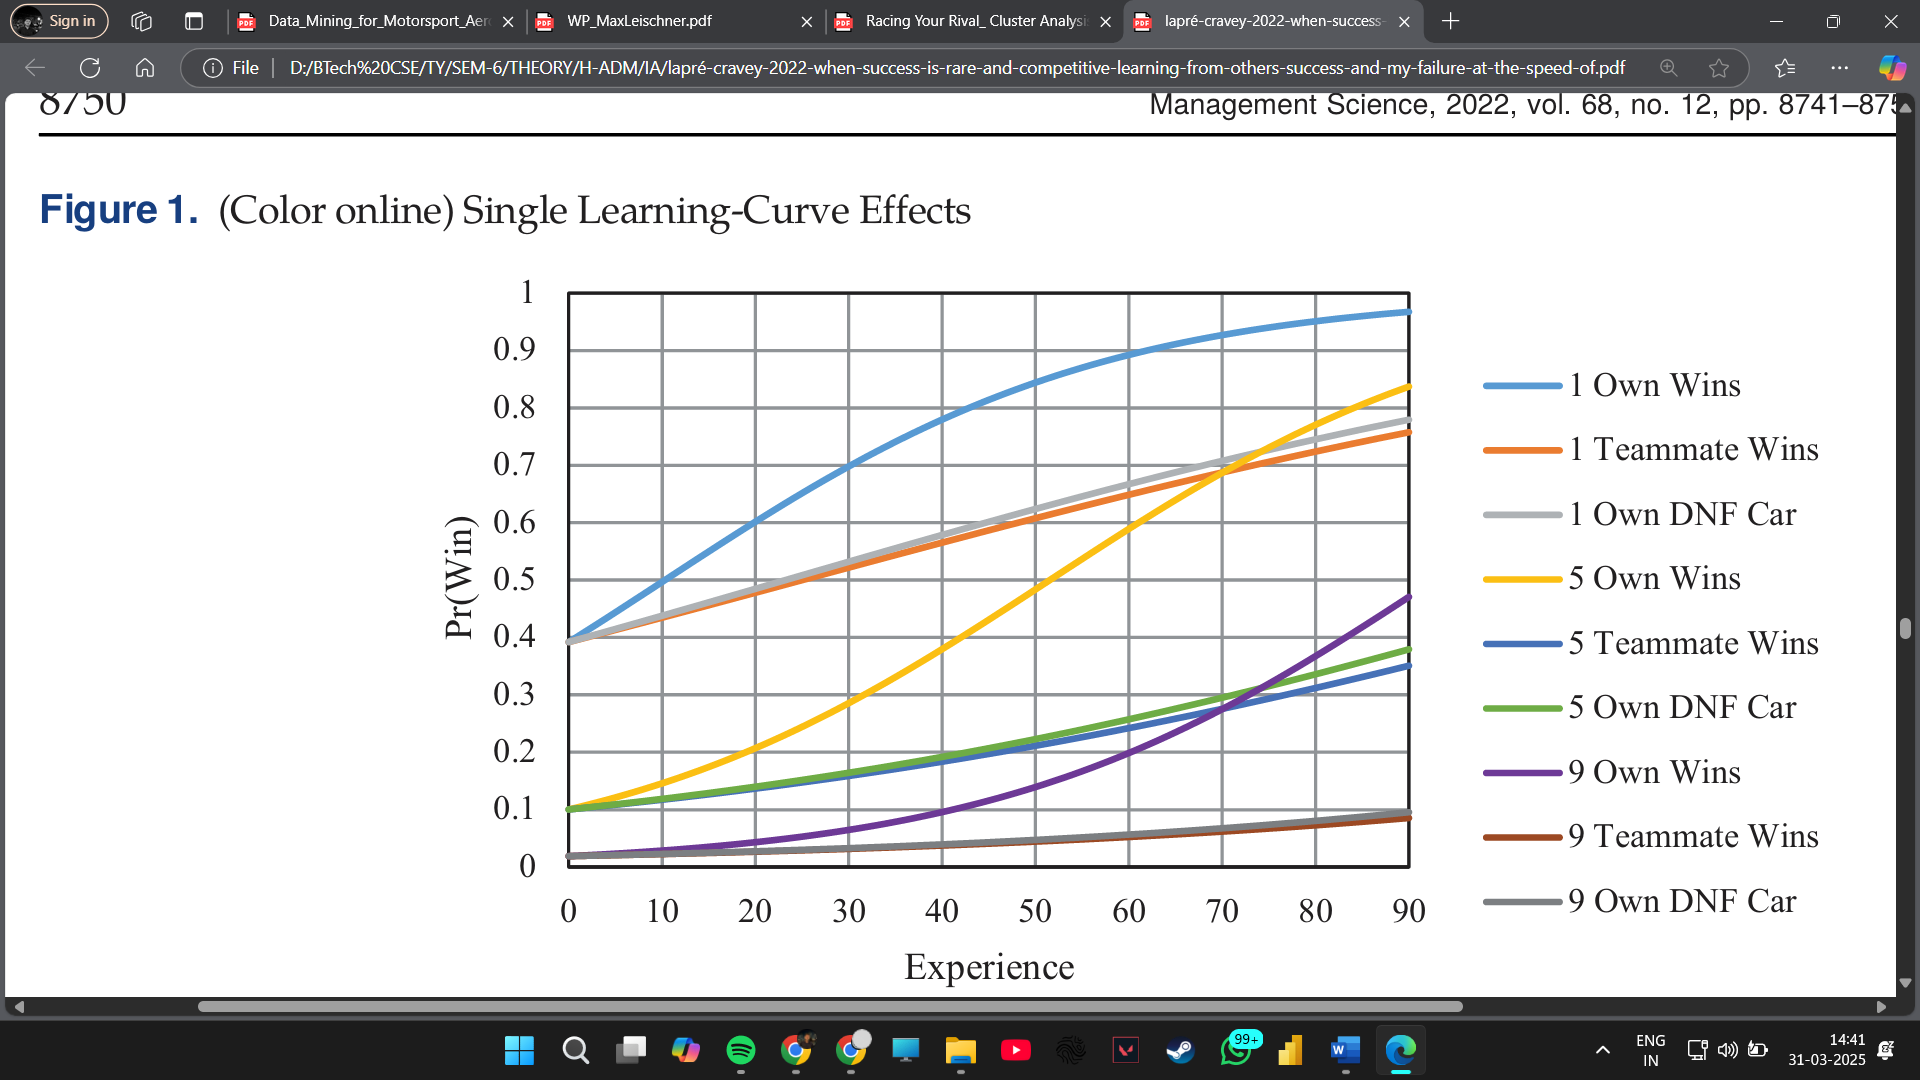 Sign in
Data_Mining_for_Motorsport_Aer
WP_MaxLeischner.pdf
Racing Your Rival_ Cluster Analysi
lapré-cravey-2022-when-success-
File
D:/BTech%20CSE/TY/SEM-6/THEORY/H-ADM/IA/lapré-cravey-2022-when-success-is-rare-and-competitive-learning-from-others-success-and-my-failure-at-the-speed-of.pdf
8750
Management Science, 2022, vol. 68, no. 12, pp. 8741–875
Figure 1. (Color online) Single Learning-Curve Effects
1
0.9
0.8
0.7
0.6
0.5
0.4
0.3
0.2
0.1
0
Pr(Win)
0 10 20 30 40 50 60 70 80 90
Experience
1 Own Wins
1 Teammate Wins
1 Own DNF Car
5 Own Wins
5 Teammate Wins
5 Own DNF Car
9 Own Wins
9 Teammate Wins
9 Own DNF Car
99+
ENG
IN
14:41
31-03-2025